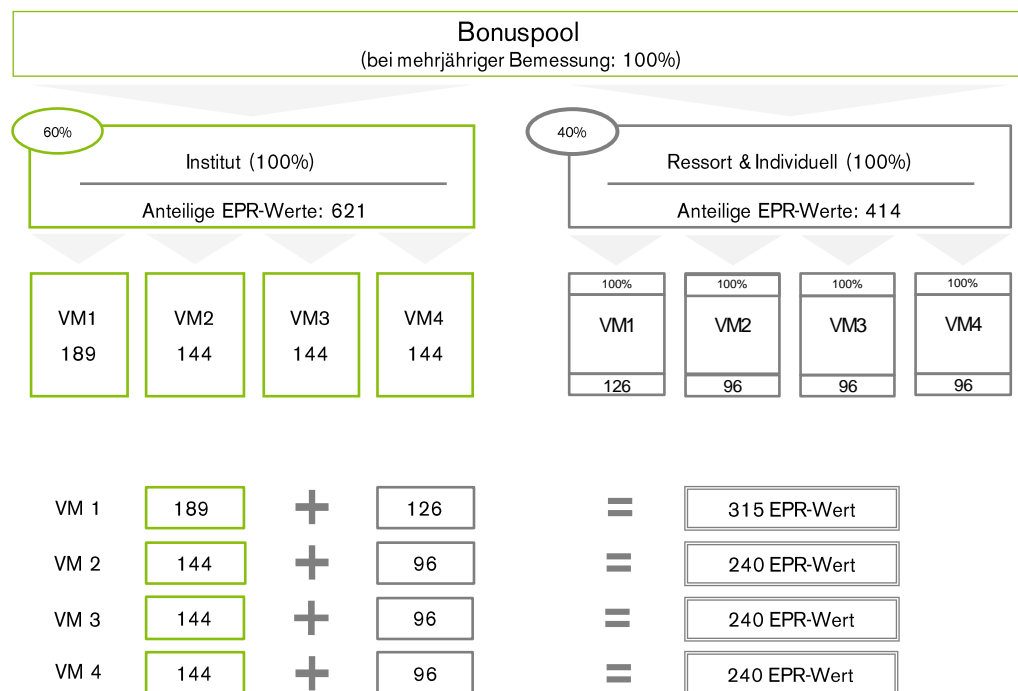 Bonuspool
(bei mehrjähriger Bemessung: 100%)
60%
Institut (100%)
Anteilige EPR-Werte: 621
40%
Ressort & Individuell (100%)
Anteilige EPR-Werte: 414
VM1
189
VM2
144
VM3
144
VM4
144
100%
VM1
126
100%
VM2
96
100%
VM3
96
100%
VM4
96
VM 1 189 + 126 = 315 EPR-Wert
VM 2 144 + 96 = 240 EPR-Wert
VM 3 144 + 96 = 240 EPR-Wert
VM 4 144 + 96 = 240 EPR-Wert